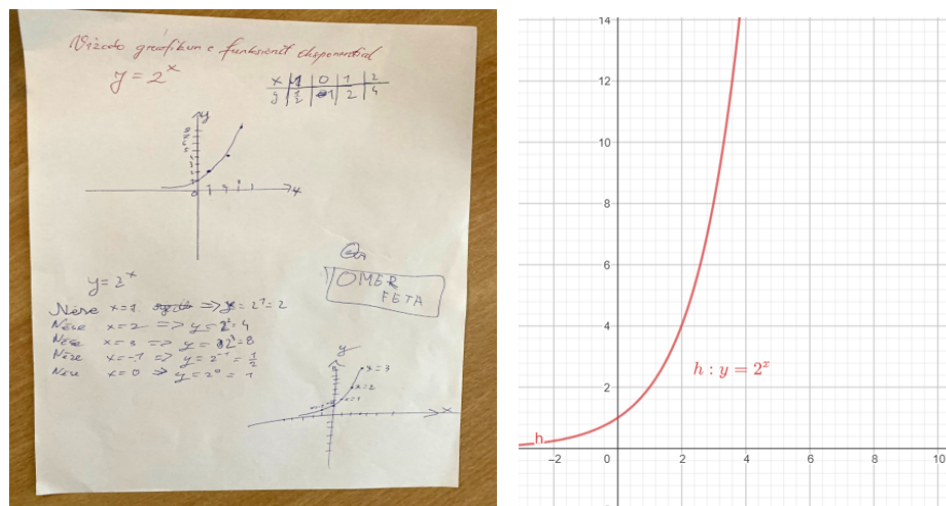 Vizato grafikun e funksionit eksponencial
y = 2^x
x -1 0 1 2
y 1/2 1 2 4
y
0
x
y = 2^x
OMER
FETA
Nëse x=1 => y = 2^1 = 2
Nëse x=2 => y = 2^2 = 4
Nëse x=3 => y = 2^3 = 8
Nëse x=-1 => y = 2^-1 = 1/2
Nëse x=0 => y = 2^0 = 1
y
x=3
x=2
x=1
x
14
12
10
8
6
4
2
h : y = 2^x
h
-2 0 2 4 6 8 10